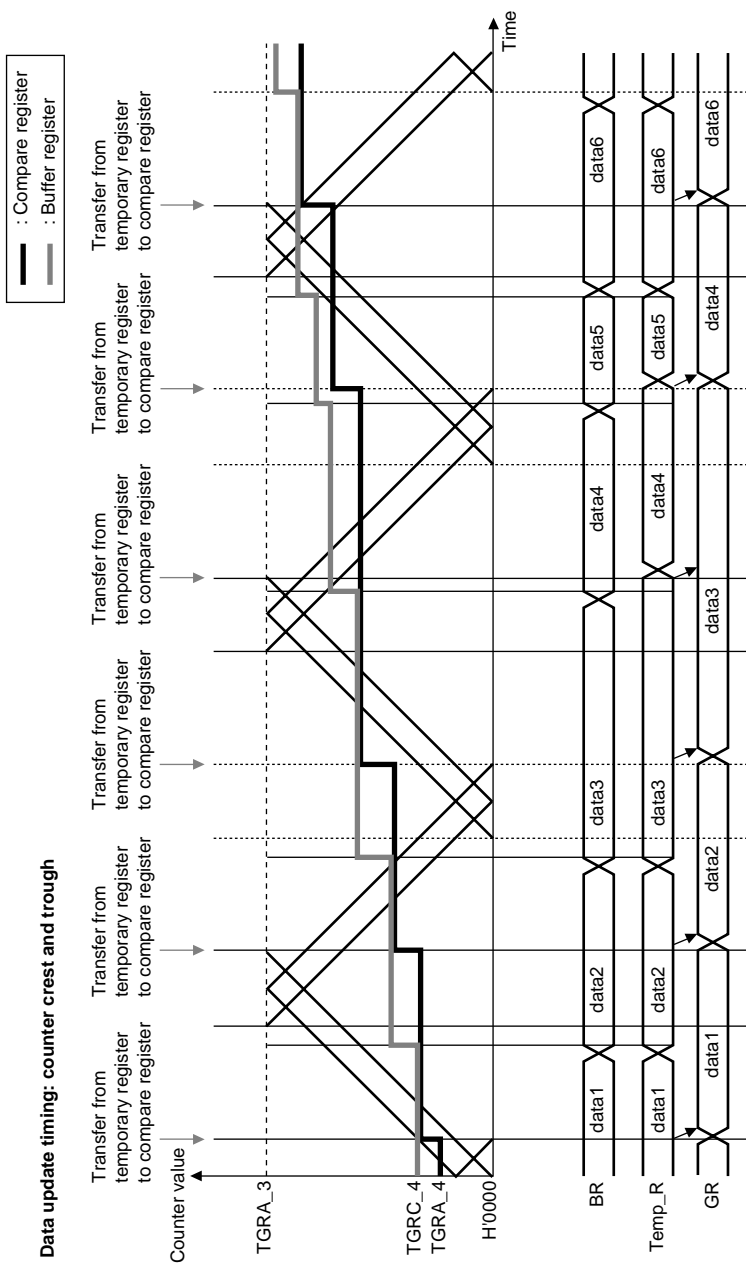 Data update timing: counter crest and trough
: Compare register
: Buffer register
Transfer from
temporary register
to compare register
Transfer from
temporary register
to compare register
Transfer from
temporary register
to compare register
Transfer from
temporary register
to compare register
Transfer from
temporary register
to compare register
Transfer from
temporary register
to compare register
Counter value
TGRA_3
TGRC_4
TGRA_4
H'0000
Time
BR
data1
data2
data3
data4
data5
data6
Temp_R
data1
data2
data3
data4
data5
data6
GR
data1
data2
data3
data4
data6